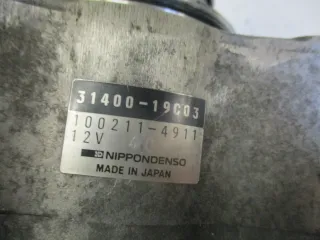 31400-19C03
100211-4911
12V
NIPPONDENSO
MADE IN JAPAN